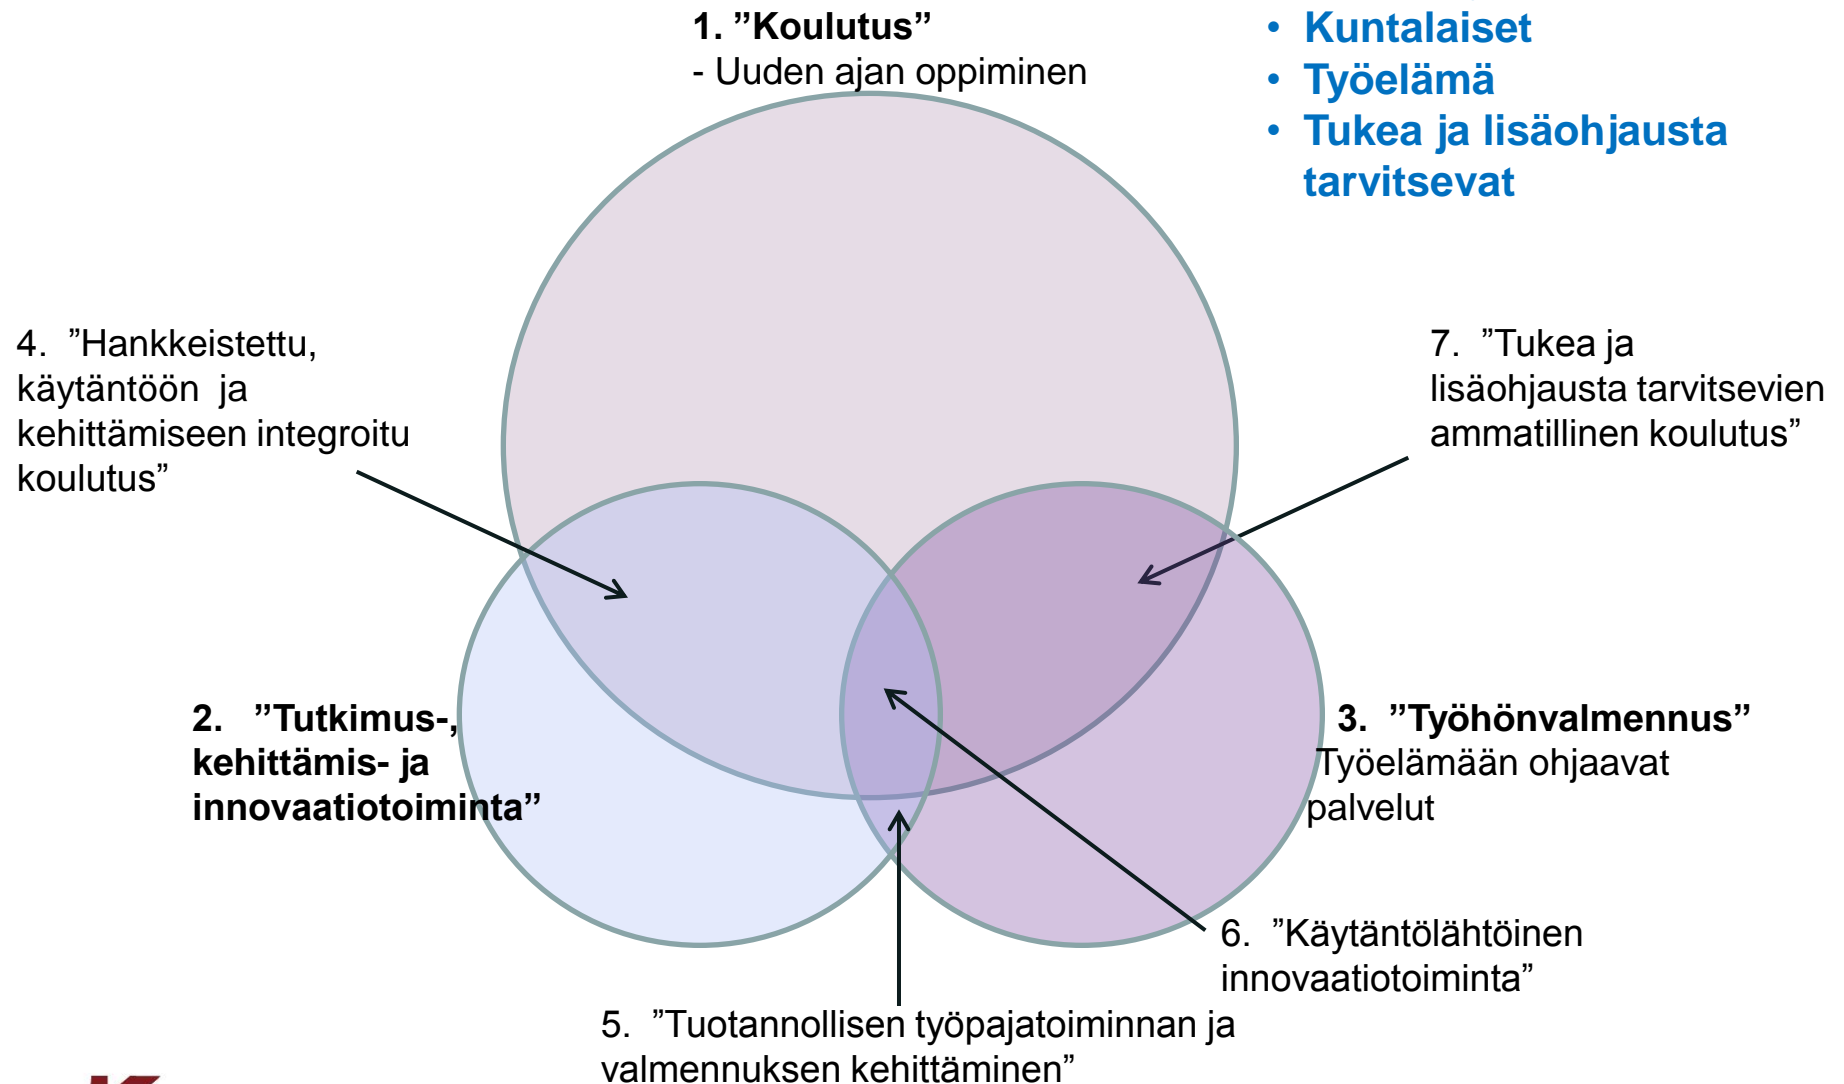 1. ”Koulutus”
- Uuden ajan oppiminen
• Kuntalaiset
• Työelämä
• Tukea ja lisäohjausta
tarvitsevat
4. ”Hankkeistettu,
käytäntöön ja
kehittämiseen integroitu
koulutus”
7. ”Tukea ja
lisäohjausta tarvitsevien
ammatillinen koulutus”
2. ”Tutkimus-,
kehittämis- ja
innovaatiotoiminta”
3. ”Työhönvalmennus”
Työelämään ohjaavat
palvelut
6. ”Käytäntölähtöinen
innovaatiotoiminta”
5. ”Tuotannollisen työpajatoiminnan ja
valmennuksen kehittäminen”